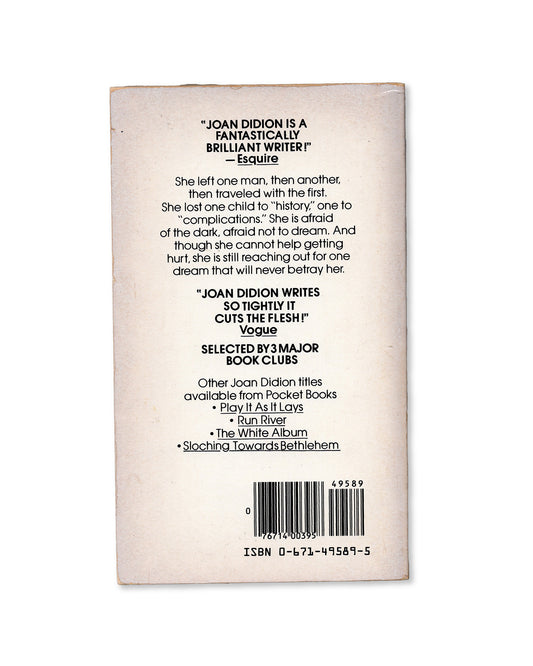 "JOAN DIDION IS A
FANTASTICALLY
BRILLIANT WRITER!"
—Esquire
She left one man, then another,
then traveled with the first.
She lost one child to "history," one to
"complications." She is afraid
of the dark, afraid not to dream. And
though she cannot help getting
hurt, she is still reaching out for one
dream that will never betray her.
"JOAN DIDION WRITES
SO TIGHTLY IT
CUTS THE FLESH!"
Vogue
SELECTED BY 3 MAJOR
BOOK CLUBS
Other Joan Didion titles
available from Pocket Books
• Play It As It Lays
• Run River
• The White Album
• Sloching Towards Bethlehem
49589
0
76714 00395
ISBN 0-671-49589-5